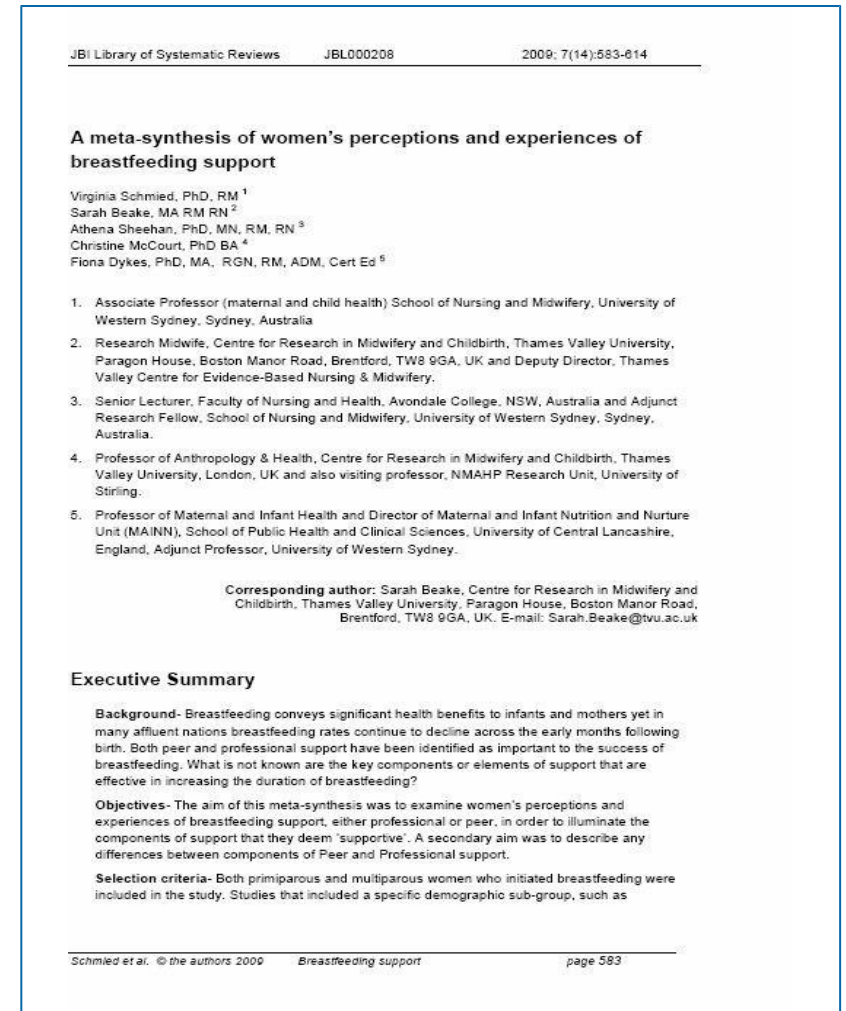 JBI Library of Systematic Reviews JBL000208 2009; 7(14):583-614
A meta-synthesis of women's perceptions and experiences of
breastfeeding support
Virginia Schmied, PhD, RM 1
Sarah Beake, MA RM RN 2
Athena Sheehan, PhD, MN, RM, RN 3
Christine McCourt, PhD BA 4
Fiona Dykes, PhD, MA, RGN, RM, ADM, Cert Ed 5
1. Associate Professor (maternal and child health) School of Nursing and Midwifery, University of
Western Sydney, Sydney, Australia
2. Research Midwife, Centre for Research in Midwifery and Childbirth, Thames Valley University,
Paragon House, Boston Manor Road, Brentford, TW8 9GA, UK and Deputy Director, Thames
Valley Centre for Evidence-Based Nursing & Midwifery.
3. Senior Lecturer, Faculty of Nursing and Health, Avondale College, NSW, Australia and Adjunct
Research Fellow, School of Nursing and Midwifery, University of Western Sydney, Sydney,
Australia.
4. Professor of Anthropology & Health, Centre for Research in Midwifery and Childbirth, Thames
Valley University, London, UK and also visiting professor, NMAHP Research Unit, University of
Stirling.
5. Professor of Maternal and Infant Health and Director of Maternal and Infant Nutrition and Nurture
Unit (MAINN), School of Public Health and Clinical Sciences, University of Central Lancashire,
England, Adjunct Professor, University of Western Sydney.
Corresponding author: Sarah Beake, Centre for Research in Midwifery and
Childbirth, Thames Valley University, Paragon House, Boston Manor Road,
Brentford, TW8 9GA, UK. E-mail: Sarah.Beake@tvu.ac.uk
Executive Summary
Background- Breastfeeding conveys significant health benefits to infants and mothers yet in
many affluent nations breastfeeding rates continue to decline across the early months following
birth. Both peer and professional support have been identified as important to the success of
breastfeeding. What is not known are the key components or elements of support that are
effective in increasing the duration of breastfeeding?
Objectives- The aim of this meta-synthesis was to examine women's perceptions and
experiences of breastfeeding support, either professional or peer, in order to illuminate the
components of support that they deem 'supportive'. A secondary aim was to describe any
differences between components of Peer and Professional support.
Selection criteria- Both primiparous and multiparous women who initiated breastfeeding were
included in the study. Studies that included a specific demographic sub-group, such as
Schmied et al. © the authors 2009 Breastfeeding support page 583